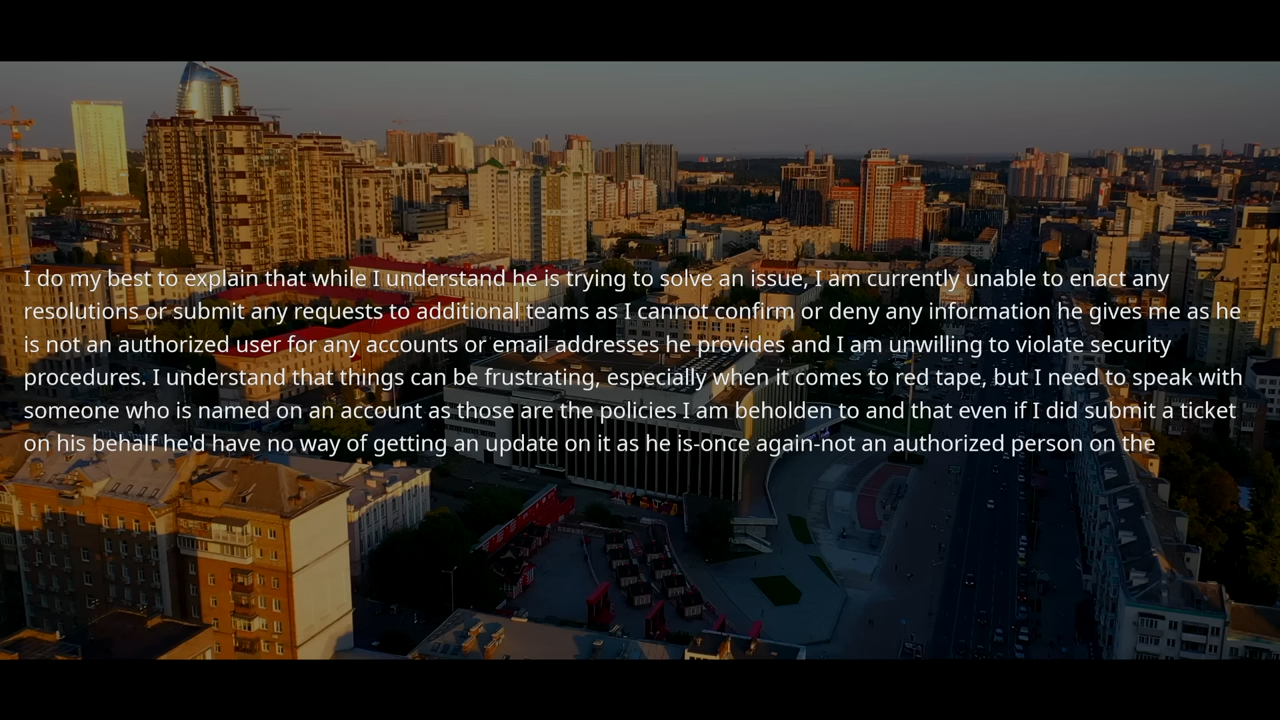 I do my best to explain that while I understand he is trying to solve an issue, I am currently unable to enact any
resolutions or submit any requests to additional teams as I cannot confirm or deny any information he gives me as he
is not an authorized user for any accounts or email addresses he provides and I am unwilling to violate security
procedures. I understand that things can be frustrating, especially when it comes to red tape, but I need to speak with
someone who is named on an account as those are the policies I am beholden to and that even if I did submit a ticket
on his behalf he'd have no way of getting an update on it as he is-once again-not an authorized person on the